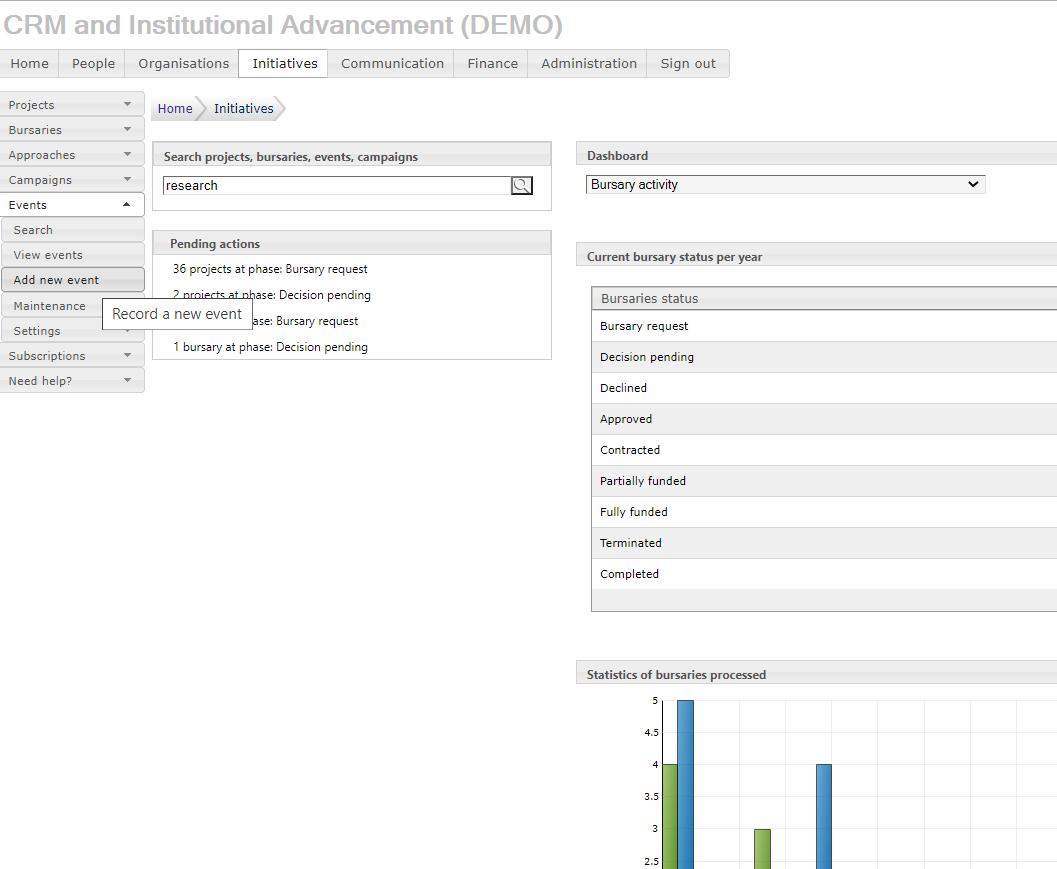 CRM and Institutional Advancement (DEMO)
Home People Organisations Initiatives Communication Finance Administration Sign out
Projects
Bursaries
Approaches
Campaigns
Events
Search
View events
Add new event
Maintenance
Settings
Subscriptions
Need help?
Record a new event
Home Initiatives
Search projects, bursaries, events, campaigns
research
Pending actions
36 projects at phase: Bursary request
2 projects at phase: Decision pending
ase: Bursary request
1 bursary at phase: Decision pending
Dashboard
Bursary activity
Current bursary status per year
Bursaries status
Bursary request
Decision pending
Declined
Approved
Contracted
Partially funded
Fully funded
Terminated
Completed
Statistics of bursaries processed
5
4.5
4
3.5
3
2.5